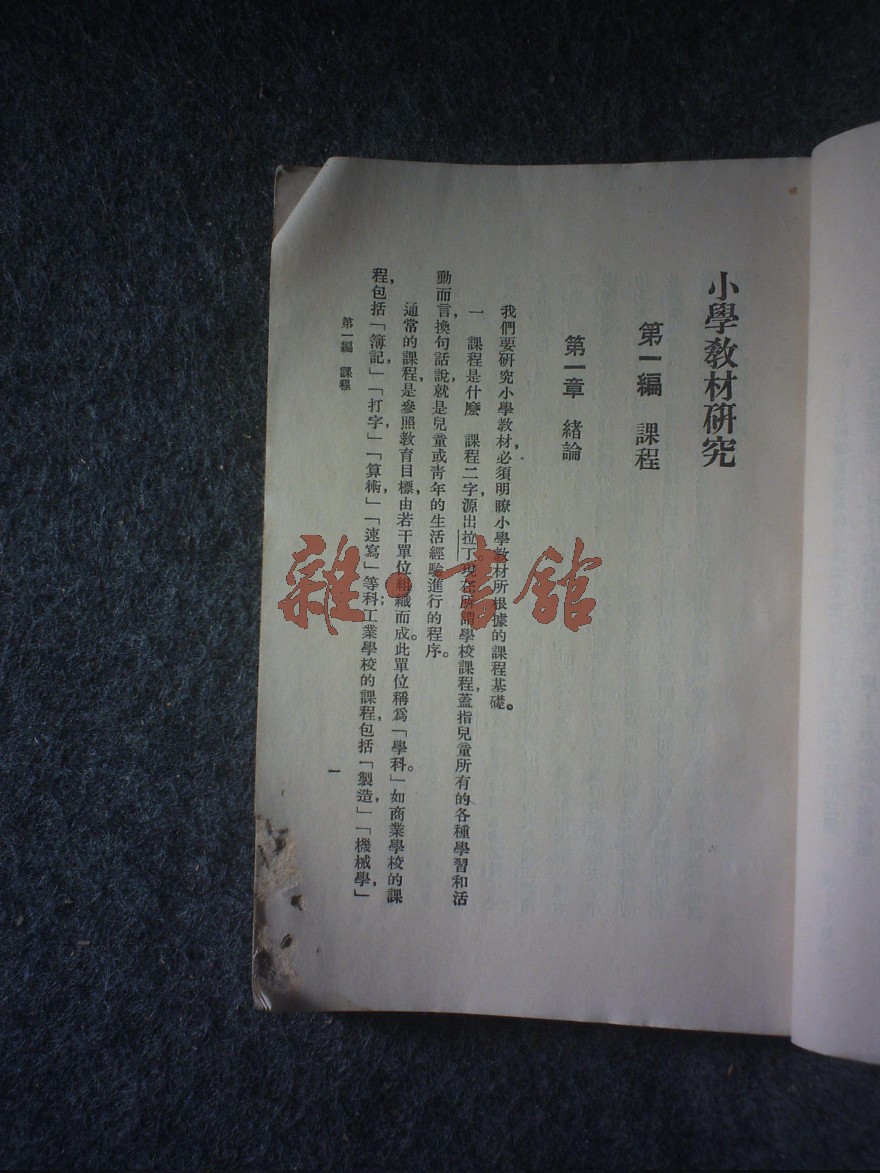 小學教材研究
第一編 課程
第一章 緒論
我們要研究小學教材,必須明瞭小學教材所根據的課程基礎。
一 課程是什麼 課程二字,源出拉丁。現在所謂學校課程,蓋指兒童所有的各種學習和活
動而言,換句話說,就是兒童或靑年的生活經驗進行的程序。
通常的課程,是參照教育目標,由若干單位組織而成。此單位稱爲「學科」。如商業學校的課
程,包括「簿記,」「打字,」「算術,」「速寫」等科;工業學校的課程,包括「製造,」「機械學,」
第一編 課程
一
雜·書館